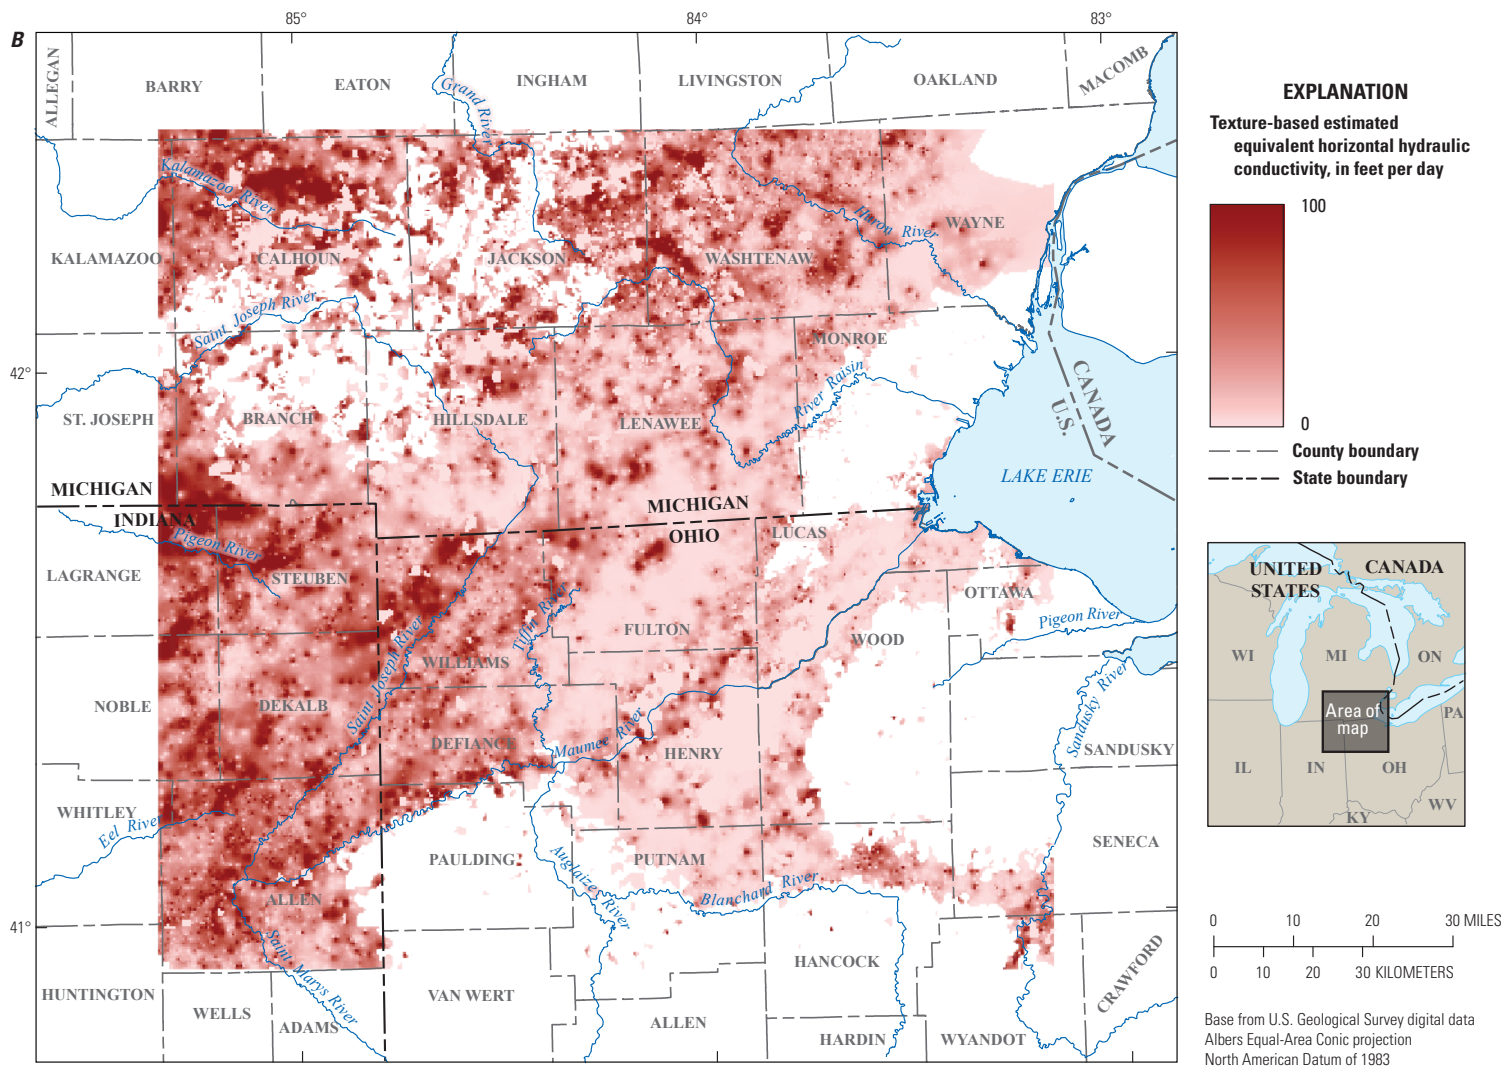 B
85°
84°
83°
ALLEGAN
BARRY
EATON
INGHAM
LIVINGSTON
OAKLAND
MACOMB
Grand River
Kalamazoo River
Huron River
WAYNE
KALAMAZOO
CALHOUN
JACKSON
WASHTENAW
Saint Joseph River
MONROE
42°
River Raisin
CANADA
U.S.
ST. JOSEPH
BRANCH
HILLSDALE
LENAWEE
LAKE ERIE
MICHIGAN
INDIANA
MICHIGAN
OHIO
LUCAS
Pigeon River
LAGRANGE
STEUBEN
OTTAWA
Tiffin River
FULTON
WOOD
Pigeon River
Saint Joseph River
WILLIAMS
NOBLE
DEKALB
Sandusky River
DEFIANCE
Maumee River
HENRY
SANDUSKY
WHITLEY
Eel River
PAULDING
PUTNAM
SENECA
Auglaize River
Blanchard River
ALLEN
41°
Saint Marys River
HANCOCK
CRAWFORD
HUNTINGTON
VAN WERT
WELLS
ADAMS
ALLEN
HARDIN
WYANDOT
EXPLANATION
Texture-based estimated
equivalent horizontal hydraulic
conductivity, in feet per day
100
0
County boundary
State boundary
UNITED
STATES
CANADA
WI
MI
ON
Area of
map
PA
IL
IN
OH
WV
KY
0 10 20 30 MILES
0 10 20 30 KILOMETERS
Base from U.S. Geological Survey digital data
Albers Equal-Area Conic projection
North American Datum of 1983